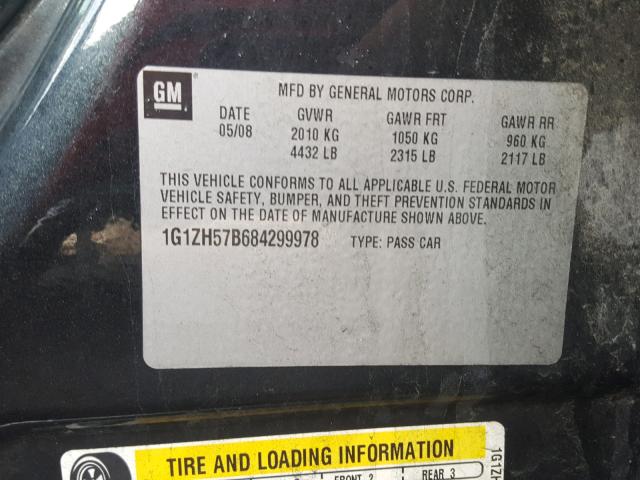 GM
MFD BY GENERAL MOTORS CORP.
DATE GVWR GAWR FRT GAWR RR
05/08 2010 KG 1050 KG 960 KG
4432 LB 2315 LB 2117 LB
THIS VEHICLE CONFORMS TO ALL APPLICABLE U.S. FEDERAL MOTOR
VEHICLE SAFETY, BUMPER, AND THEFT PREVENTION STANDARDS IN
EFFECT ON THE DATE OF MANUFACTURE SHOWN ABOVE.
1G1ZH57B684299978 TYPE: PASS CAR
TIRE AND LOADING INFORMATION
FRONT 2 REAR 3
1G1ZH